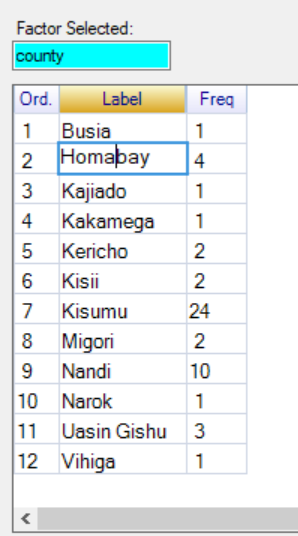 Factor Selected:
county
Ord. Label Freq
1 Busia 1
2 Homabay 4
3 Kajiado 1
4 Kakamega 1
5 Kericho 2
6 Kisii 2
7 Kisumu 24
8 Migori 2
9 Nandi 10
10 Narok 1
11 Uasin Gishu 3
12 Vihiga 1